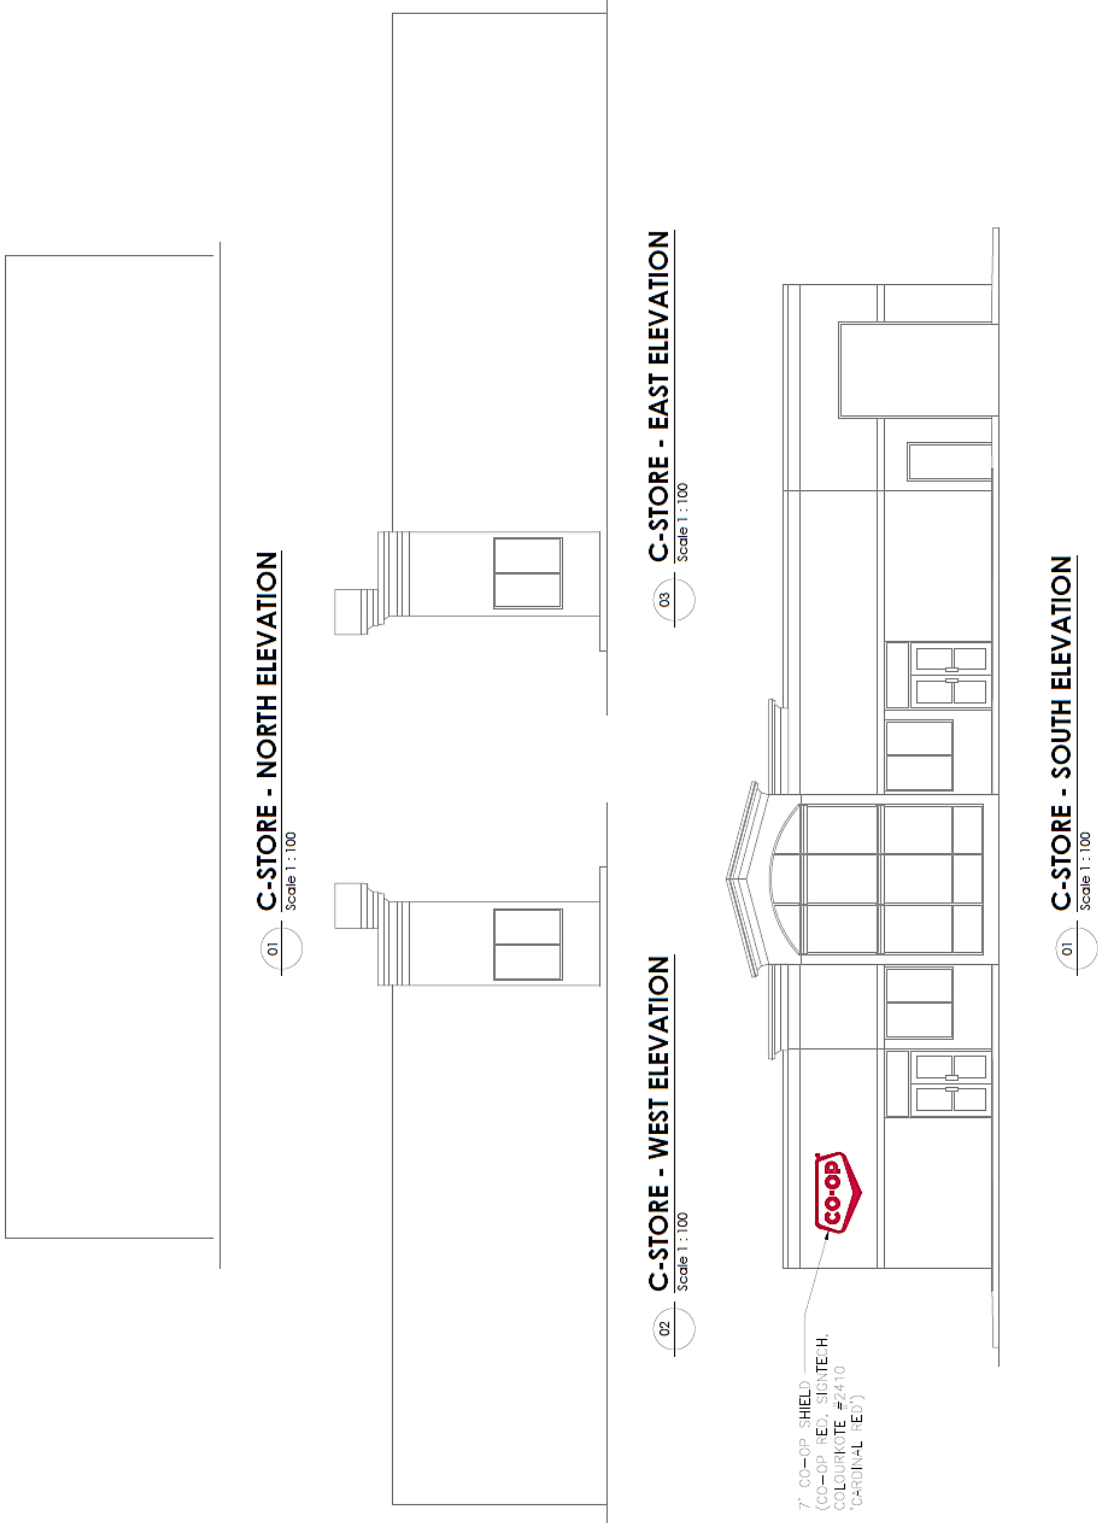 01
C-STORE - NORTH ELEVATION
Scale 1 : 100
02
C-STORE - WEST ELEVATION
Scale 1 : 100
03
C-STORE - EAST ELEVATION
Scale 1 : 100
7' CO-OP SHIELD
(CO-OP RED, SIGNTECH,
COLOURKOTE #2410
"CARDINAL RED")
CO-OP
01
C-STORE - SOUTH ELEVATION
Scale 1 : 100